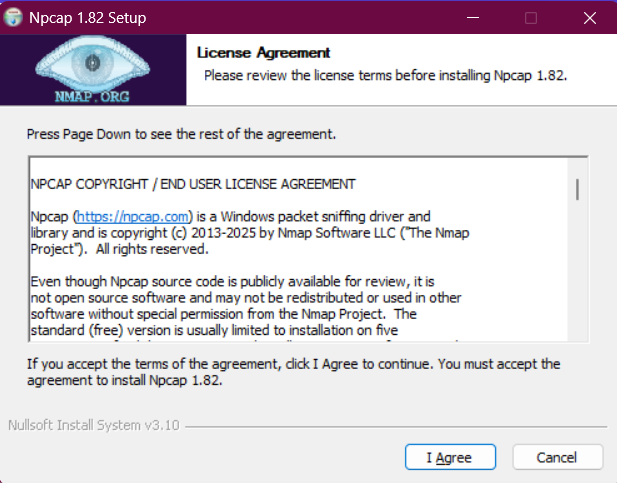 Npcap 1.82 Setup
NMAP.ORG
License Agreement
Please review the license terms before installing Npcap 1.82.
Press Page Down to see the rest of the agreement.
NPCAP COPYRIGHT / END USER LICENSE AGREEMENT
Npcap (https://npcap.com) is a Windows packet sniffing driver and
library and is copyright (c) 2013-2025 by Nmap Software LLC ("The Nmap
Project").  All rights reserved.
Even though Npcap source code is publicly available for review, it is
not open source software and may not be redistributed or used in other
software without special permission from the Nmap Project.  The
standard (free) version is usually limited to installation on five
If you accept the terms of the agreement, click I Agree to continue. You must accept the
agreement to install Npcap 1.82.
Nullsoft Install System v3.10
I Agree
Cancel